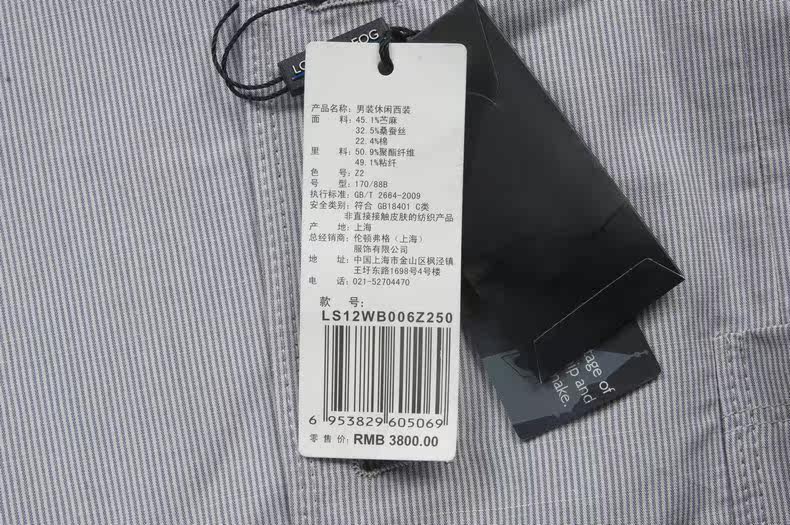 产品名称: 男装休闲西装
面 料: 45.1%苎麻
32.5%桑蚕丝
22.4%棉
里 料: 50.9%聚酯纤维
49.1%粘纤
色 号: Z2
号 型: 170/88B
执行标准: GB/T 2664-2009
安全类别: 符合 GB18401 C类
非直接接触皮肤的纺织产品
产 地: 上海
总经销商: 伦顿弗格（上海）
服饰有限公司
地 址: 中国上海市金山区枫泾镇
王圩东路1698号4号楼
电 话: 021-52704470
款 号:
LS12WB006Z250
6 953829 605069
零售价: RMB 3800.00
tage of
ip and
make.